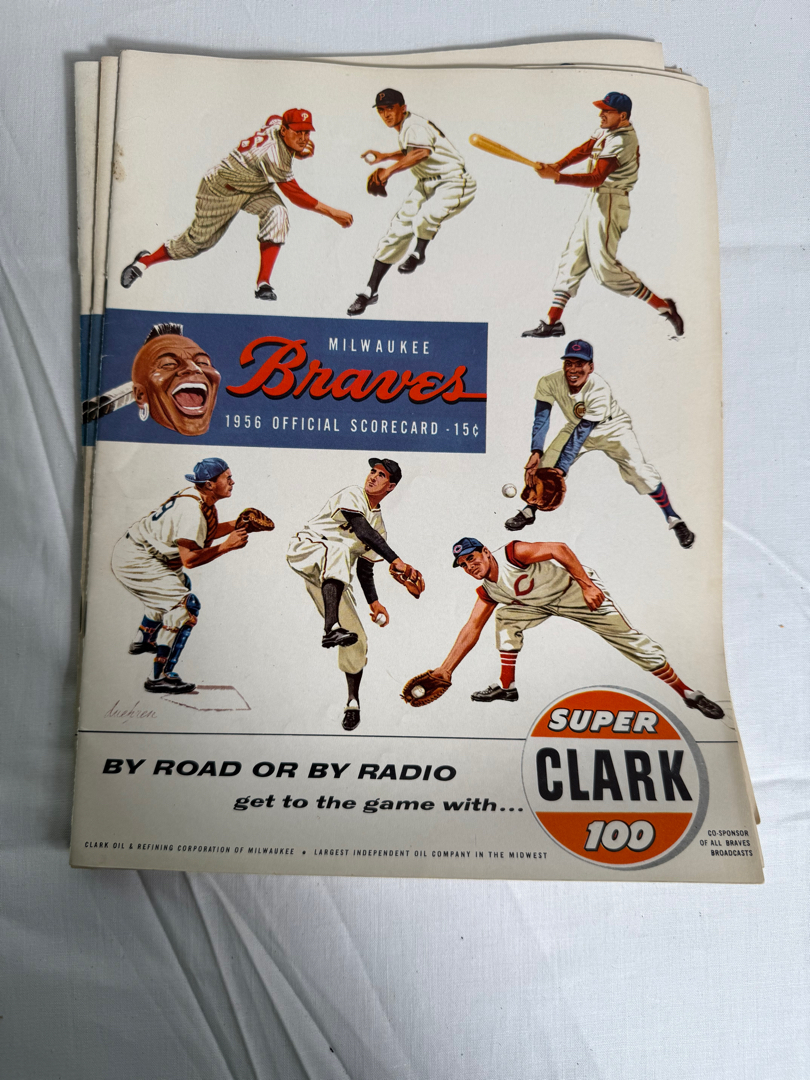 P
P
MILWAUKEE
Braves
1956 OFFICIAL SCORECARD - 15¢
C
C
C
BY ROAD OR BY RADIO
get to the game with...
SUPER
CLARK
100
CLARK OIL & REFINING CORPORATION OF MILWAUKEE • LARGEST INDEPENDENT OIL COMPANY IN THE MIDWEST
CO-SPONSOR
OF ALL BRAVES
BROADCASTS